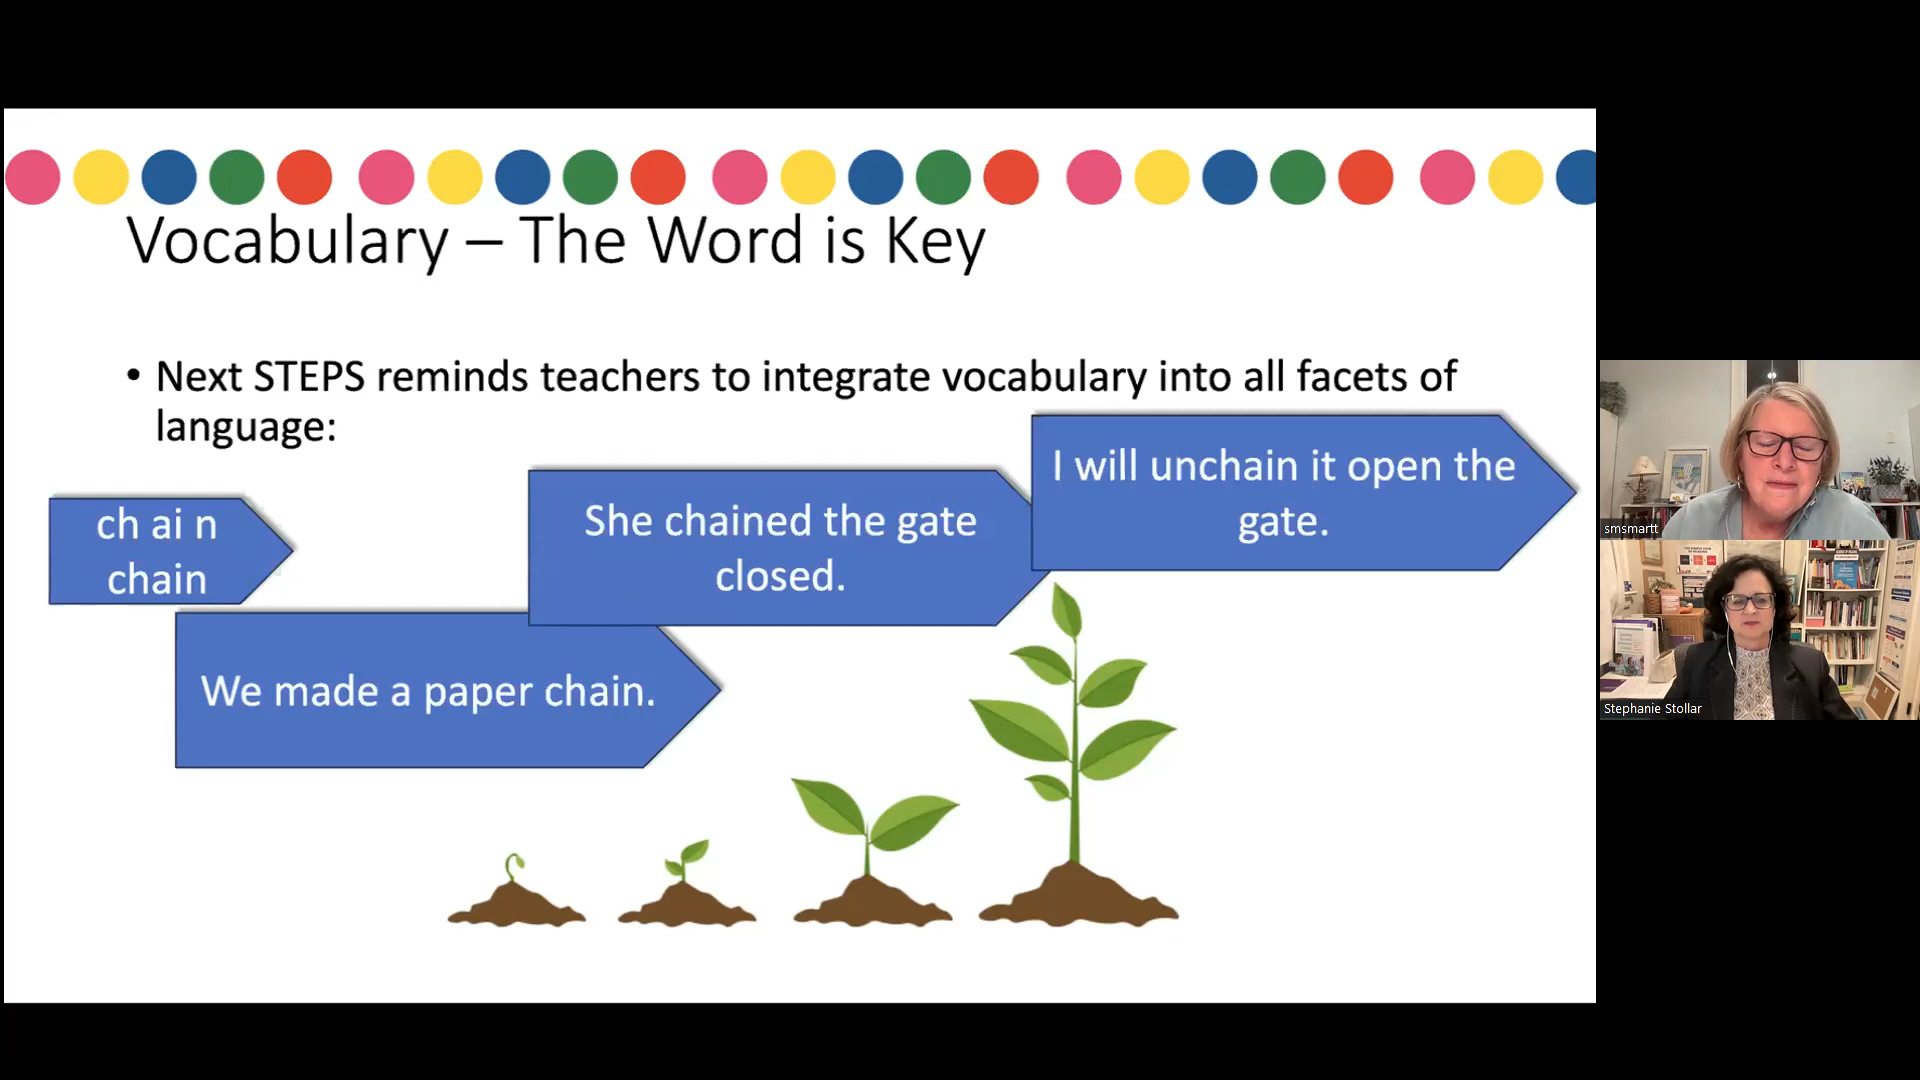 Vocabulary – The Word is Key
• Next STEPS reminds teachers to integrate vocabulary into all facets of
language:
ch ai n
chain
We made a paper chain.
She chained the gate
closed.
I will unchain it open the
gate.
smsmartt
Stephanie Stollar